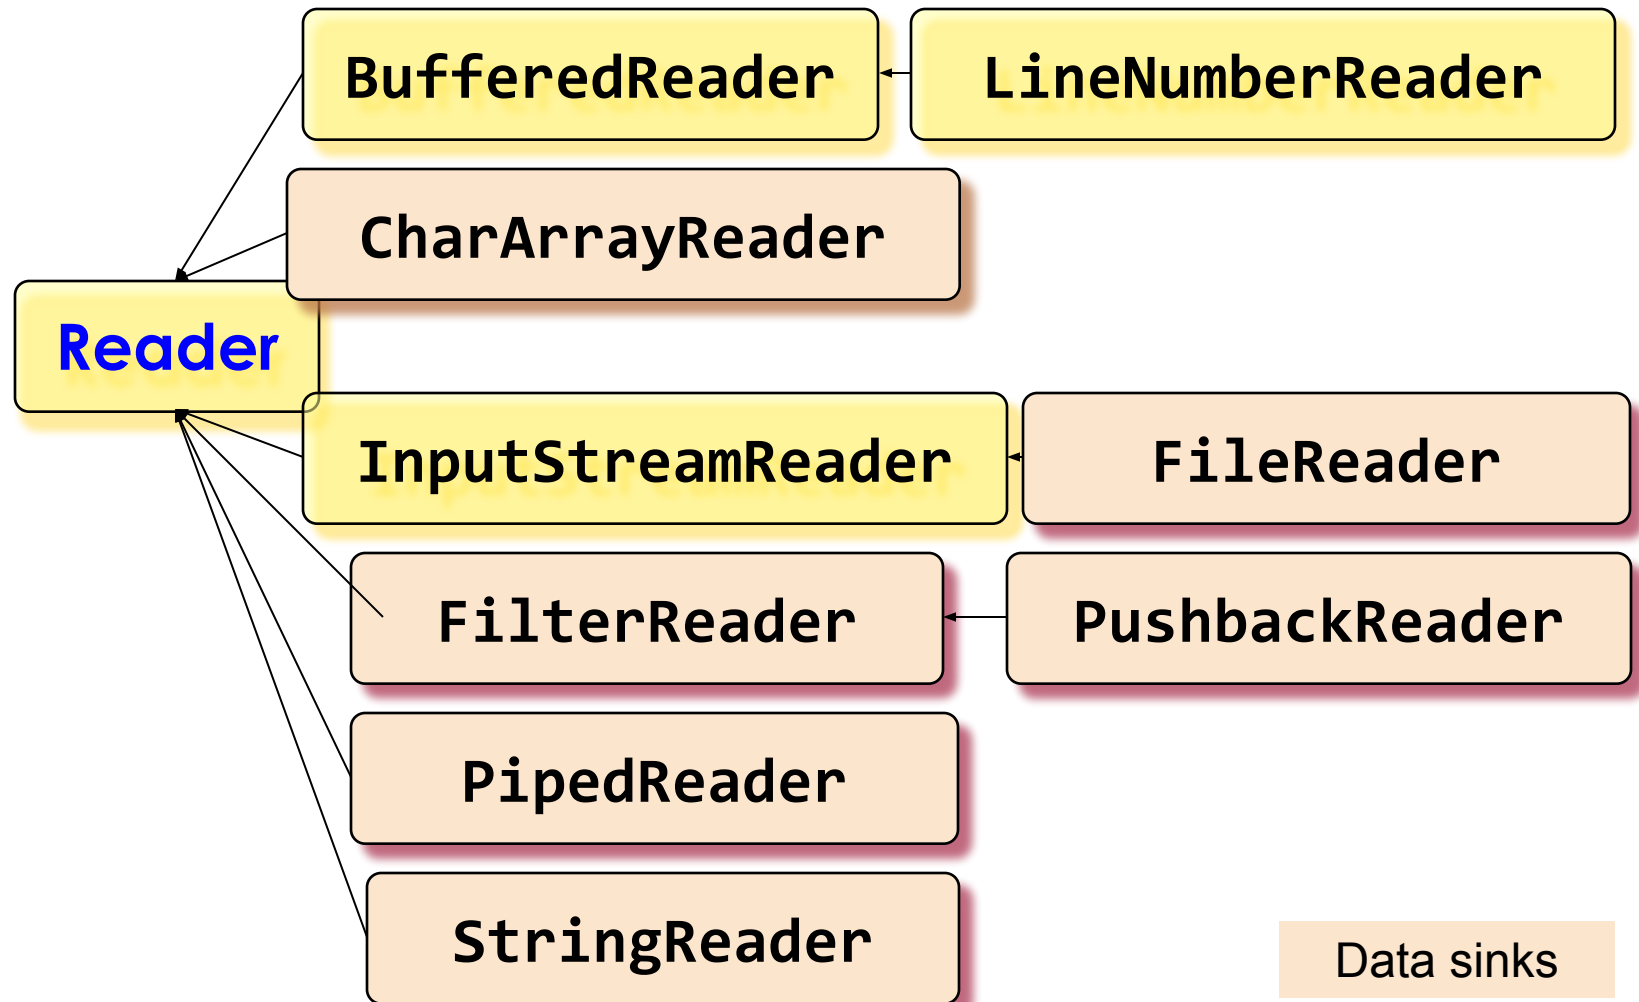 BufferedReader
LineNumberReader
CharArrayReader
Reader
InputStreamReader
FileReader
FilterReader
PushbackReader
PipedReader
StringReader
Data sinks